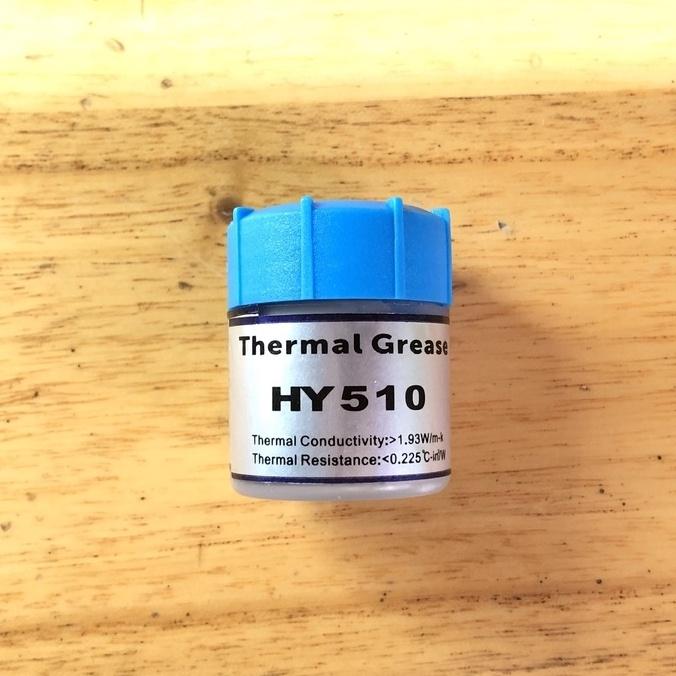 Thermal Grease
HY510
Thermal Conductivity:>1.93W/m-k
Thermal Resistance:<0.225℃-in²/W